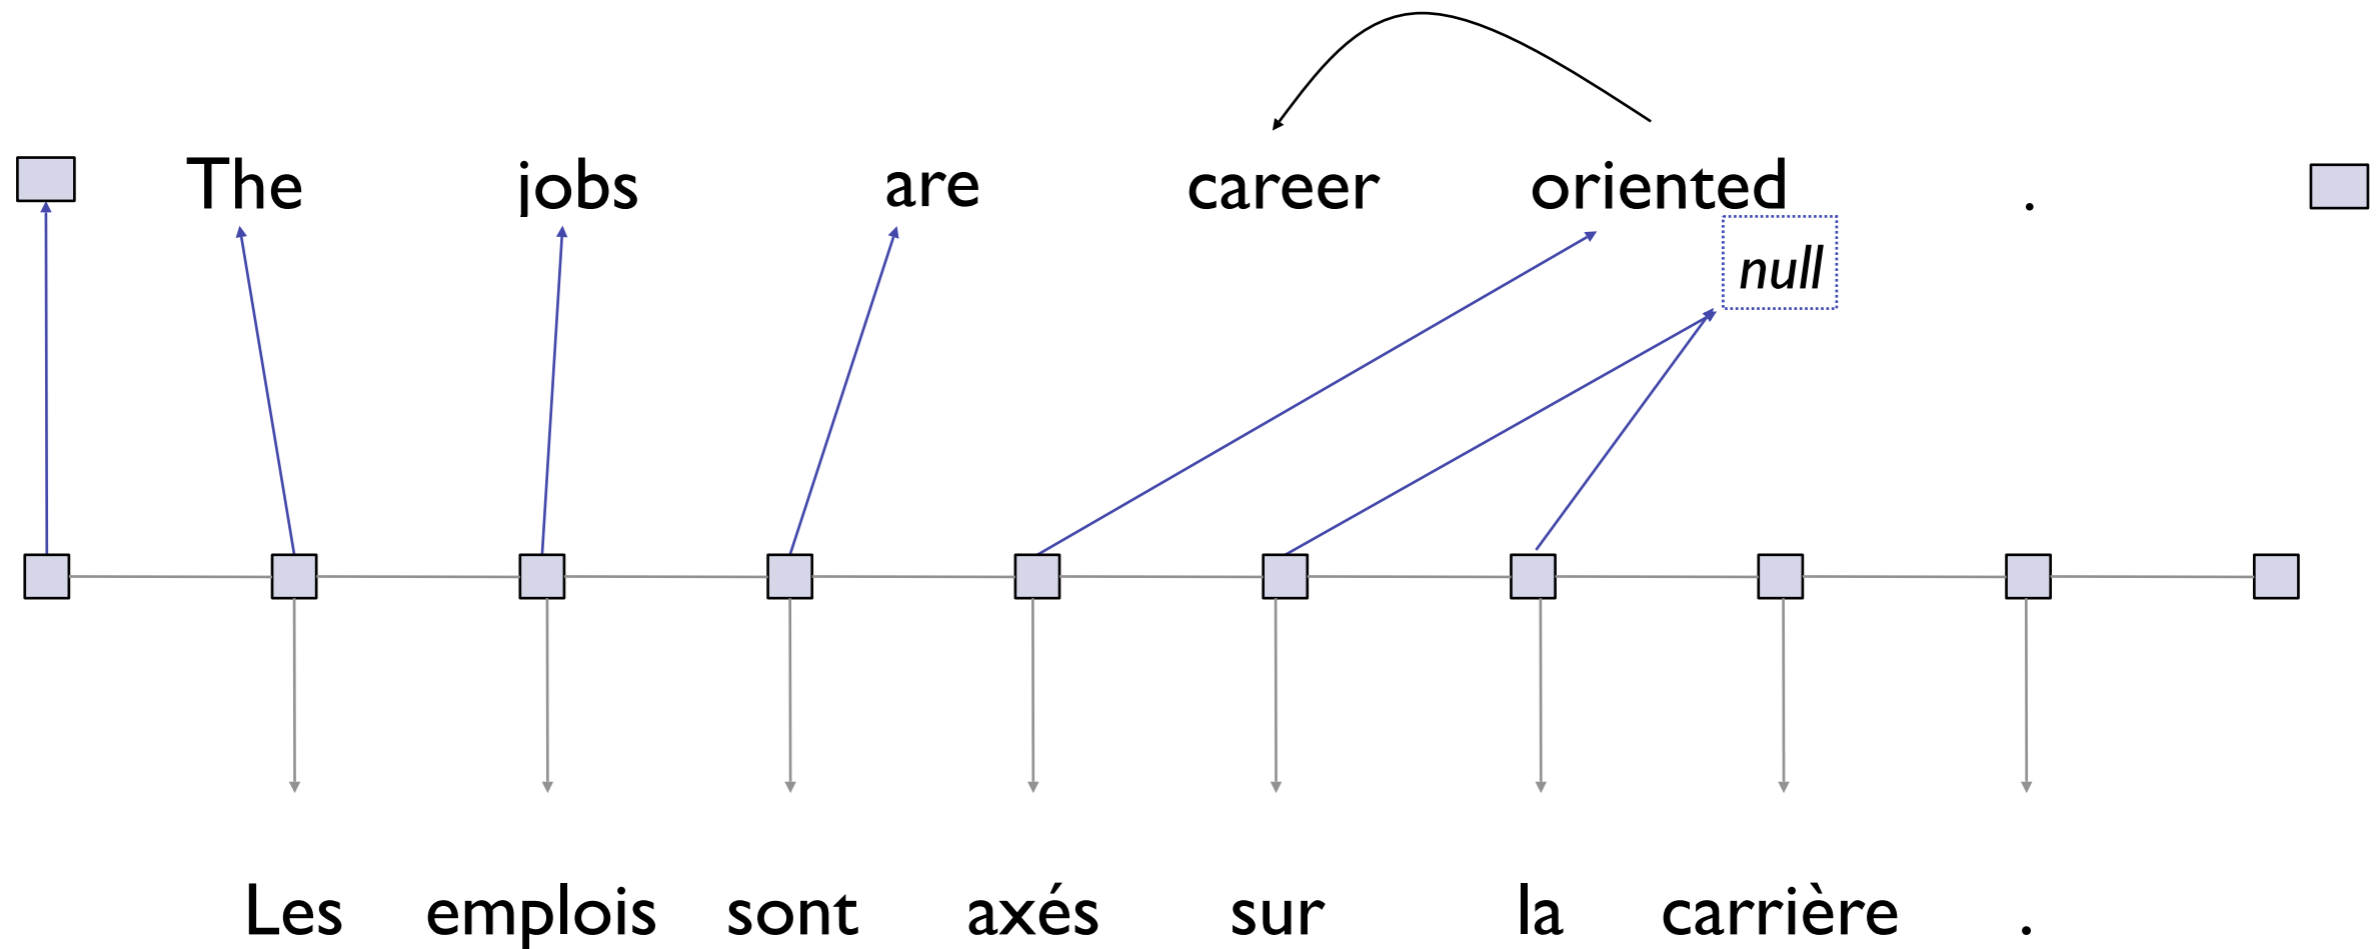 The jobs are career oriented .
null
Les emplois sont axés sur la carrière .